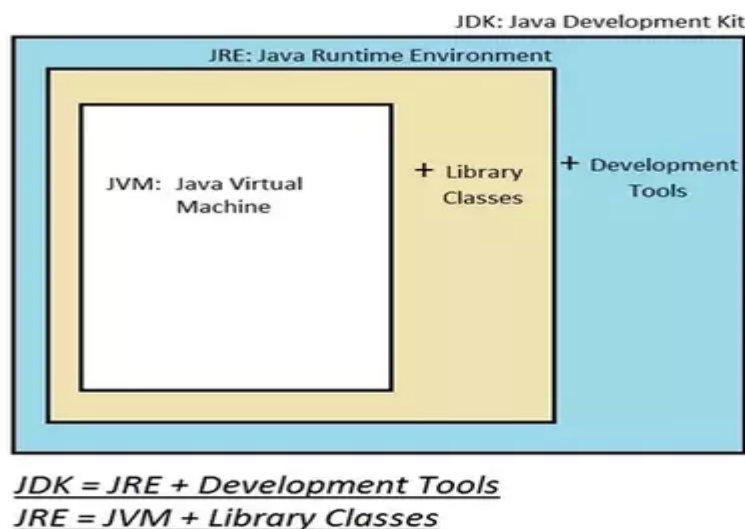 JDK: Java Development Kit
JRE: Java Runtime Environment
JVM: Java Virtual
Machine
+ Library
Classes
+ Development
Tools
JDK = JRE + Development Tools
JRE = JVM + Library Classes